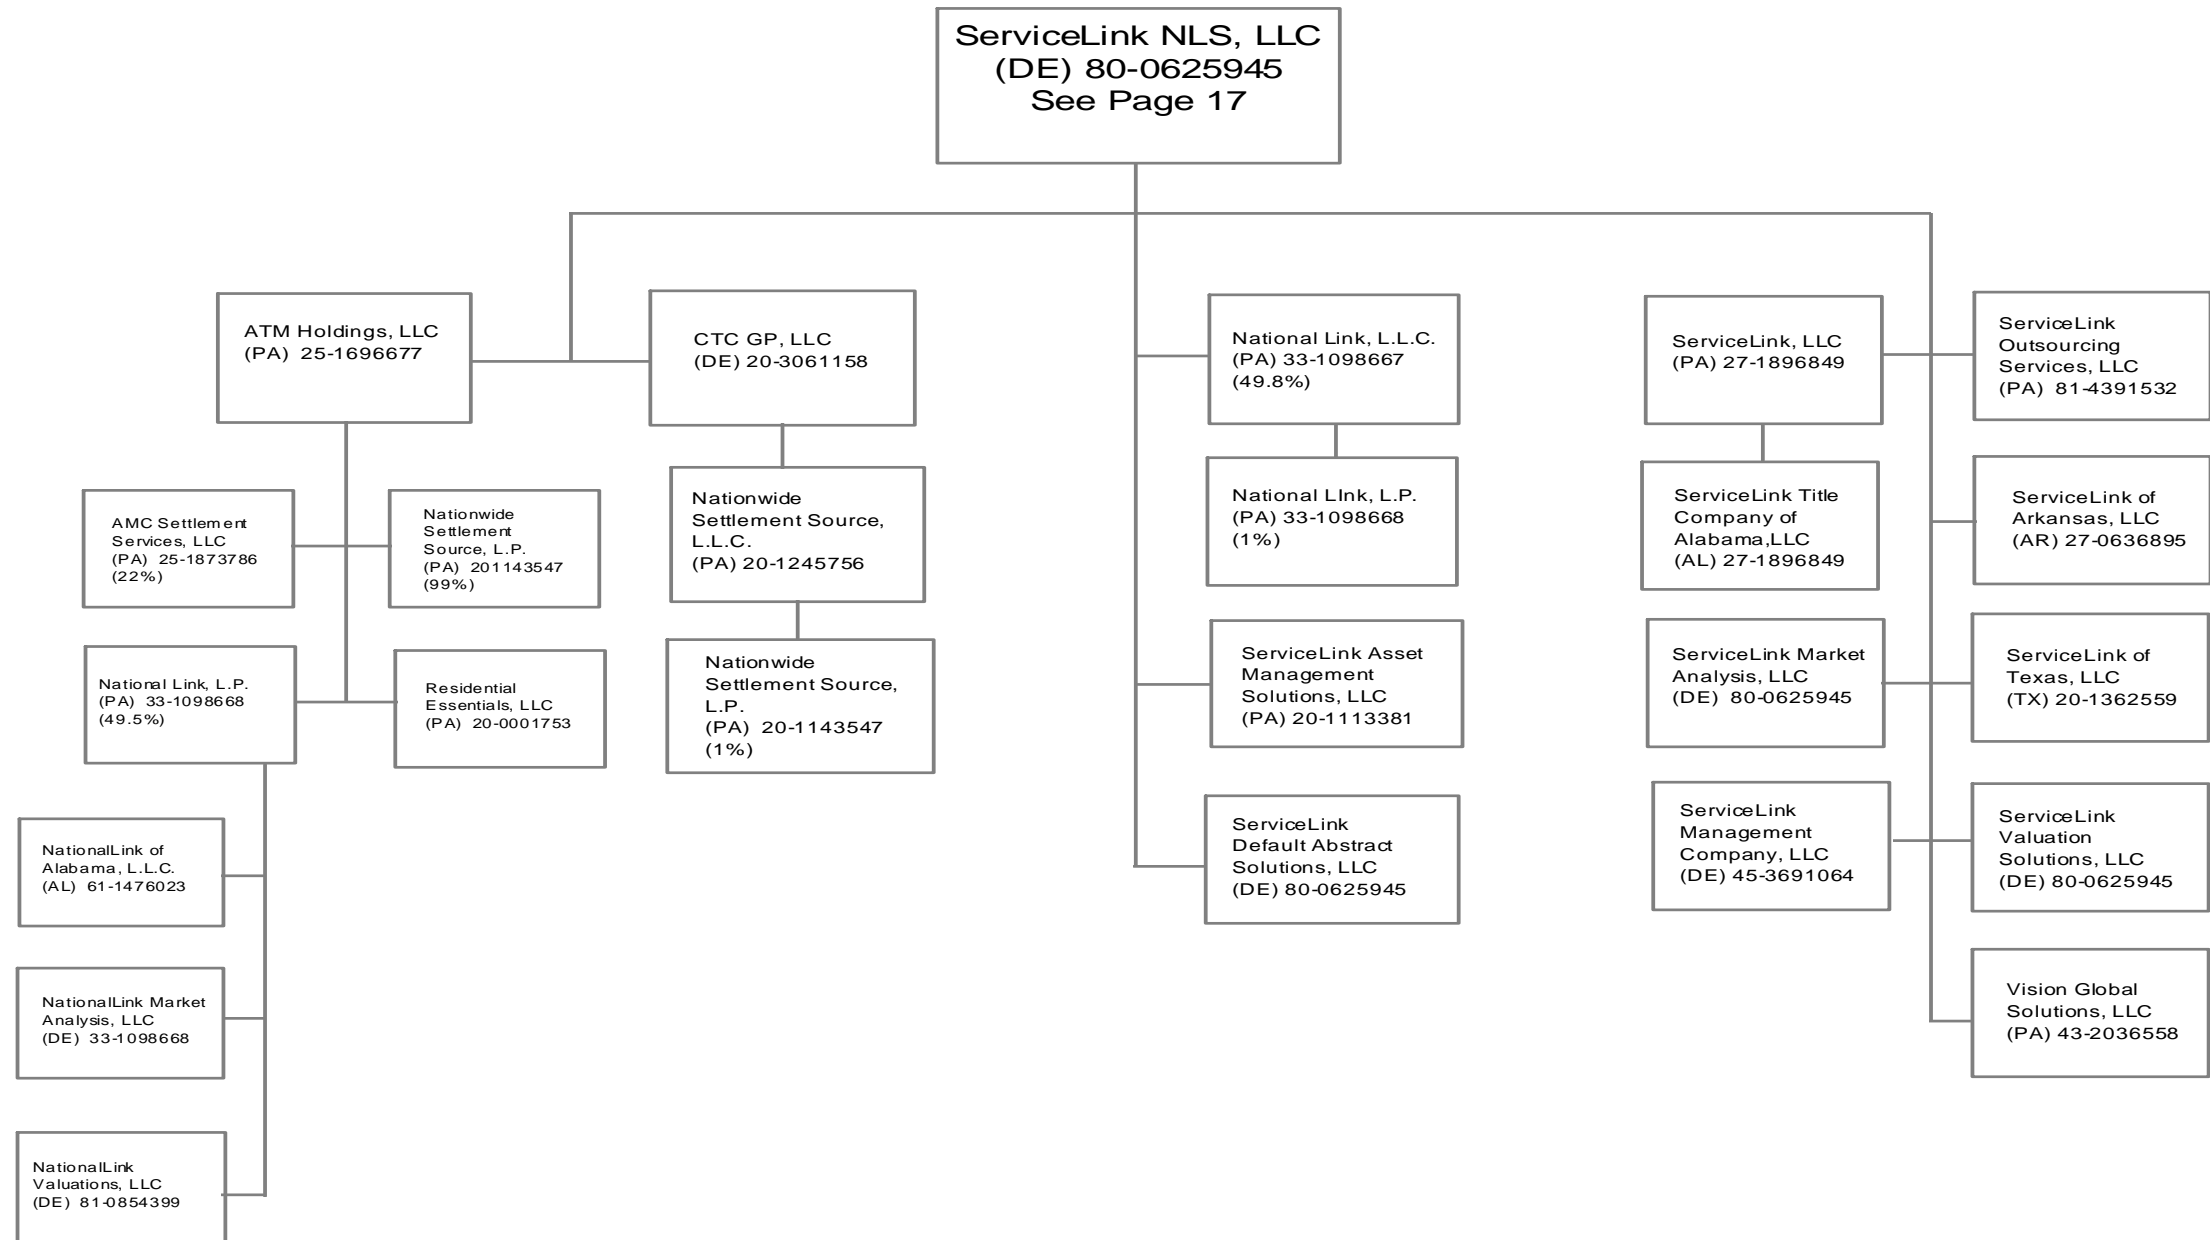 ServiceLink NLS, LLC
(DE) 80-0625945
See Page 17
ATM Holdings, LLC
(PA) 25-1696677
CTC GP, LLC
(DE) 20-3061158
National Link, L.L.C.
(PA) 33-1098667
(49.8%)
ServiceLink, LLC
(PA) 27-1896849
ServiceLink
Outsourcing
Services, LLC
(PA) 81-4391532
AMC Settlement
Services, LLC
(PA) 25-1873786
(22%)
Nationwide
Settlement
Source, L.P.
(PA) 201143547
(99%)
Nationwide
Settlement Source,
L.L.C.
(PA) 20-1245756
National LInk, L.P.
(PA) 33-1098668
(1%)
ServiceLink Title
Company of
Alabama,LLC
(AL) 27-1896849
ServiceLink of
Arkansas, LLC
(AR) 27-0636895
National Link, L.P.
(PA) 33-1098668
(49.5%)
Residential
Essentials, LLC
(PA) 20-0001753
Nationwide
Settlement Source,
L.P.
(PA) 20-1143547
(1%)
ServiceLink Asset
Management
Solutions, LLC
(PA) 20-1113381
ServiceLink Market
Analysis, LLC
(DE) 80-0625945
ServiceLink of
Texas, LLC
(TX) 20-1362559
NationalLink of
Alabama, L.L.C.
(AL) 61-1476023
ServiceLink
Default Abstract
Solutions, LLC
(DE) 80-0625945
ServiceLink
Management
Company, LLC
(DE) 45-3691064
ServiceLink
Valuation
Solutions, LLC
(DE) 80-0625945
NationalLink Market
Analysis, LLC
(DE) 33-1098668
Vision Global
Solutions, LLC
(PA) 43-2036558
NationalLink
Valuations, LLC
(DE) 81-0854399